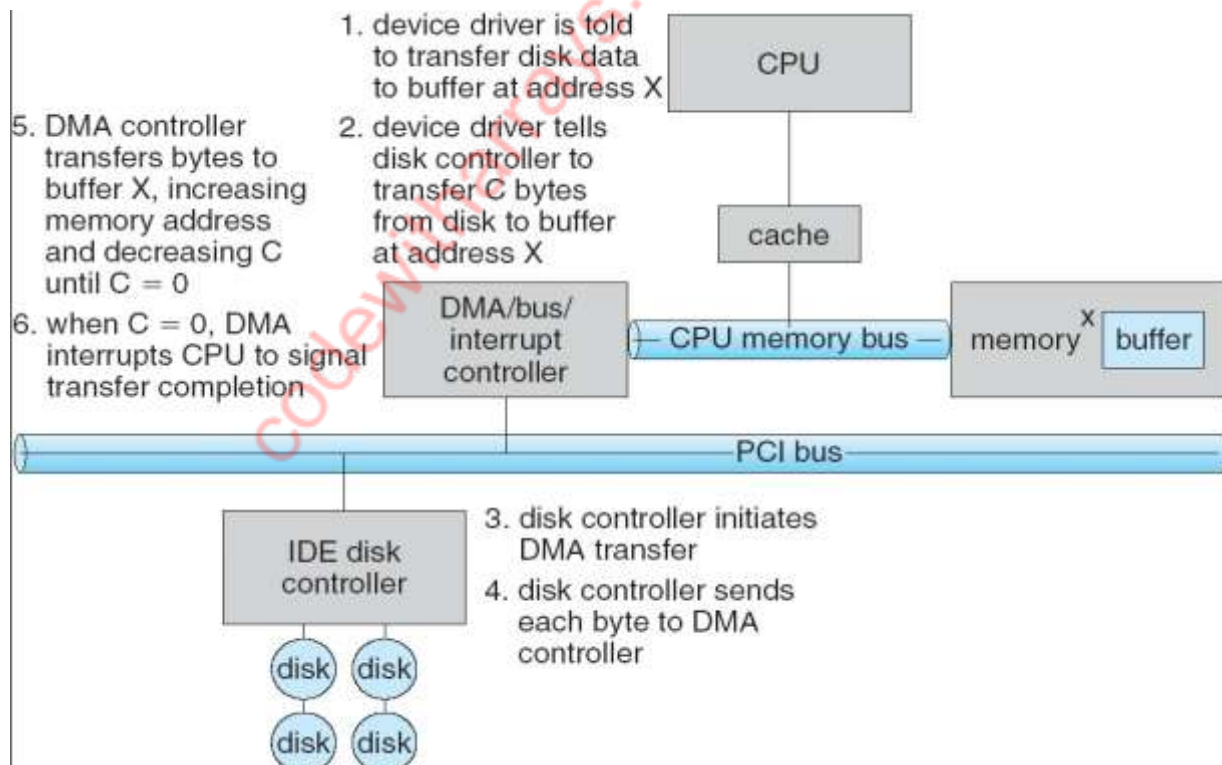 1. device driver is told
to transfer disk data
to buffer at address X
2. device driver tells
disk controller to
transfer C bytes
from disk to buffer
at address X
5. DMA controller
transfers bytes to
buffer X, increasing
memory address
and decreasing C
until C = 0
6. when C = 0, DMA
interrupts CPU to signal
transfer completion
CPU
cache
DMA/bus/
interrupt
controller
CPU memory bus
memory
X
buffer
PCI bus
IDE disk
controller
3. disk controller initiates
DMA transfer
4. disk controller sends
each byte to DMA
controller
disk
disk
disk
disk
codewitharrays.